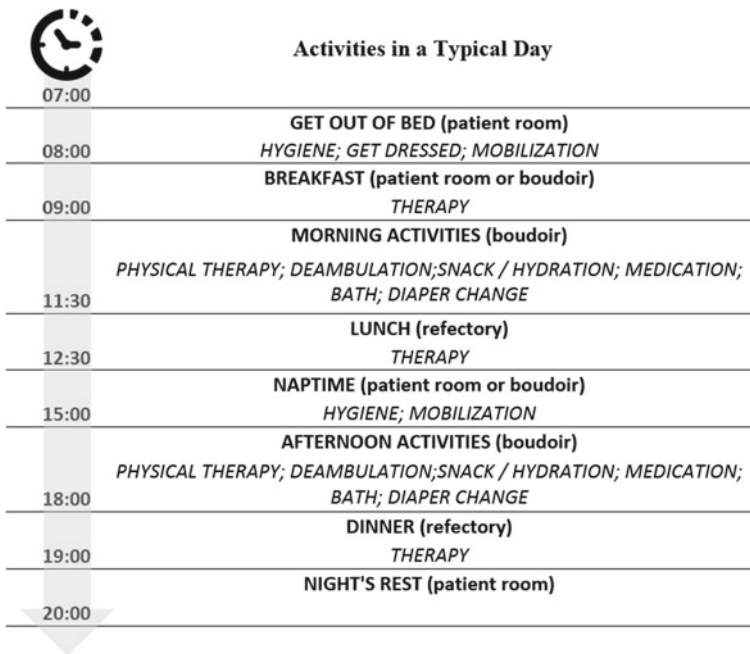 Activities in a Typical Day
07:00
GET OUT OF BED (patient room)
08:00
HYGIENE; GET DRESSED; MOBILIZATION
BREAKFAST (patient room or boudoir)
09:00
THERAPY
MORNING ACTIVITIES (boudoir)
PHYSICAL THERAPY; DEAMBULATION;SNACK / HYDRATION; MEDICATION;
BATH; DIAPER CHANGE
11:30
LUNCH (refectory)
12:30
THERAPY
NAPTIME (patient room or boudoir)
15:00
HYGIENE; MOBILIZATION
AFTERNOON ACTIVITIES (boudoir)
PHYSICAL THERAPY; DEAMBULATION;SNACK / HYDRATION; MEDICATION;
BATH; DIAPER CHANGE
18:00
DINNER (refectory)
19:00
THERAPY
NIGHT'S REST (patient room)
20:00